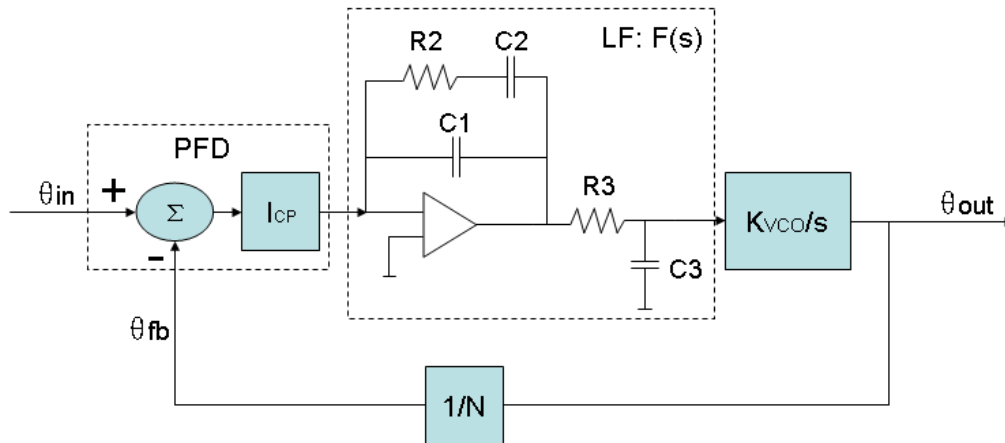 LF: F(s)
R2
C2
C1
PFD
θin
+
Σ
ICP
R3
KVCO/s
θout
-
C3
θfb
1/N